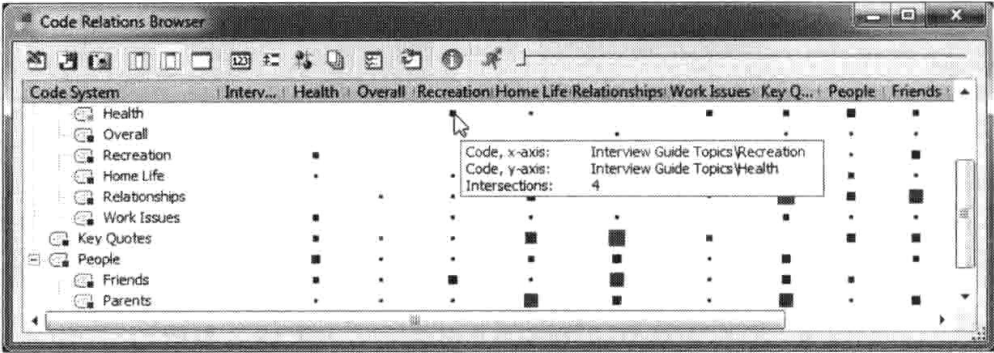 Code Relations Browser
123
Code System Interv... Health Overall Recreation Home Life Relationships Work Issues Key Q... People Friends
Health
Overall
Recreation
Home Life
Relationships
Work Issues
Key Quotes
People
Friends
Parents
Code, x-axis: Interview Guide Topics\Recreation
Code, y-axis: Interview Guide Topics\Health
Intersections: 4